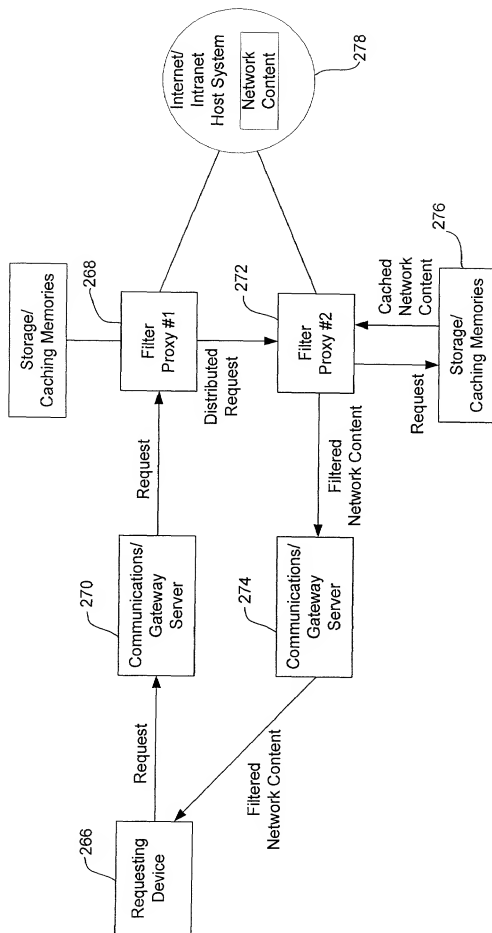 266
Requesting
Device
Request
270
Communications/
Gateway
Server
Request
Storage/
Caching Memories
268
Filter
Proxy #1
Distributed
Request
272
Filter
Proxy #2
Internet/
Intranet
Host System
Network
Content
278
Filtered
Network Content
274
Communications/
Gateway
Server
Filtered
Network Content
Request
Cached
Network
Content
276
Storage/
Caching Memories